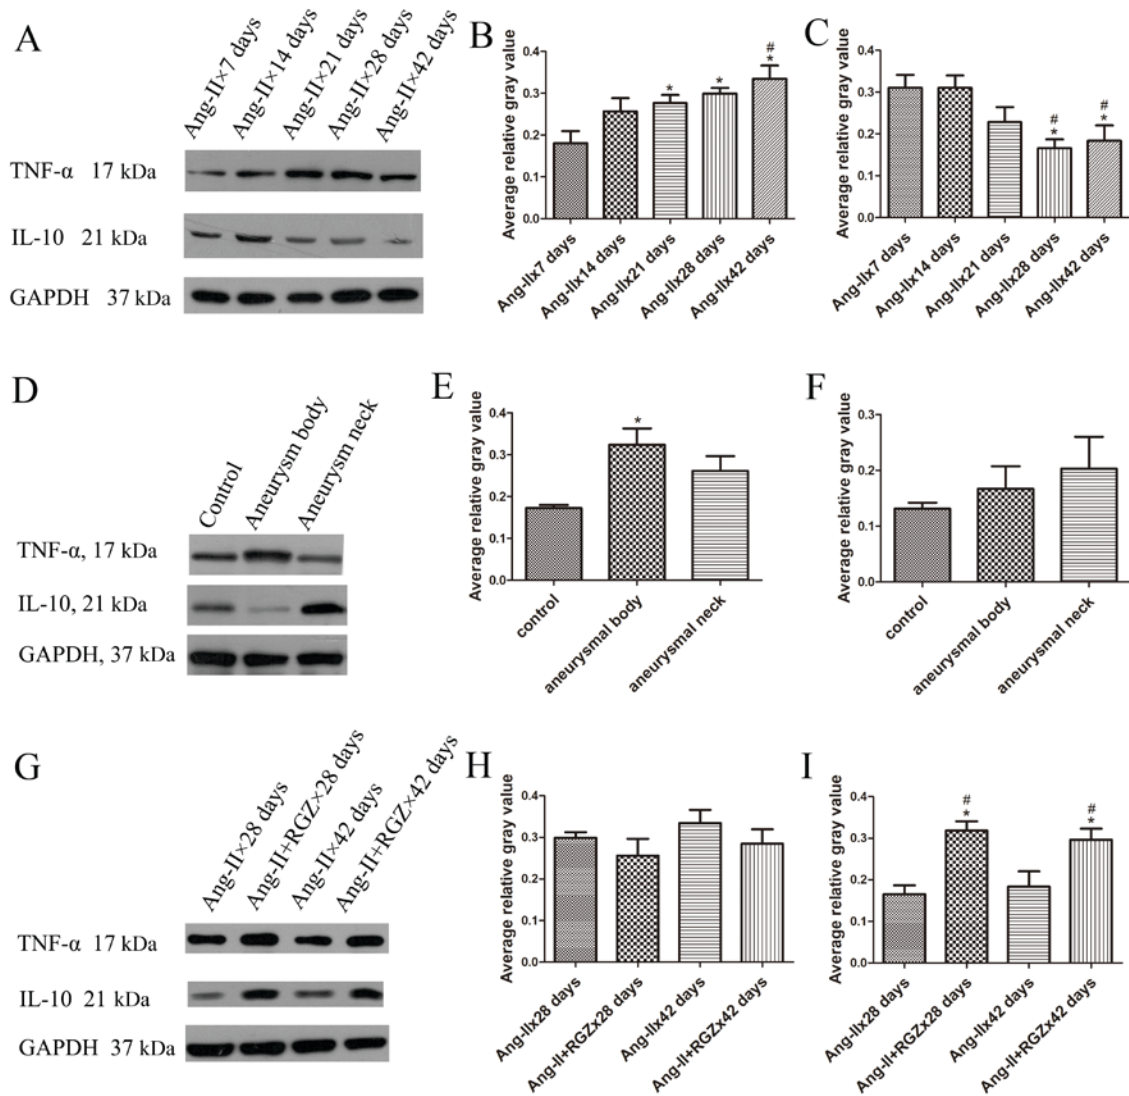 A
Ang-II×7 days
Ang-II×14 days
Ang-II×21 days
Ang-II×28 days
Ang-II×42 days
TNF-α 17 kDa
IL-10 21 kDa
GAPDH 37 kDa
B
Average relative gray value
0.4
0.3
0.2
0.1
0.0
*
*
#
*
Ang-IIx7 days
Ang-IIx14 days
Ang-IIx21 days
Ang-IIx28 days
Ang-IIx42 days
C
Average relative gray value
0.4
0.3
0.2
0.1
0.0
#
*
#
*
Ang-IIx7 days
Ang-IIx14 days
Ang-IIx21 days
Ang-IIx28 days
Ang-IIx42 days
D
Control
Aneurysm body
Aneurysm neck
TNF-α, 17 kDa
IL-10, 21 kDa
GAPDH, 37 kDa
E
Average relative gray value
0.4
0.3
0.2
0.1
0.0
*
control
aneurysmal body
aneurysmal neck
F
Average relative gray value
0.3
0.2
0.1
0.0
control
aneurysmal body
aneurysmal neck
G
Ang-II×28 days
Ang-II+RGZ×28 days
Ang-II×42 days
Ang-II+RGZ×42 days
TNF-α 17 kDa
IL-10 21 kDa
GAPDH 37 kDa
H
Average relative gray value
0.4
0.3
0.2
0.1
0.0
Ang-IIx28 days
Ang-II+RGZx28 days
Ang-IIx42 days
Ang-II+RGZx42 days
I
Average relative gray value
0.4
0.3
0.2
0.1
0.0
#
*
#
*
Ang-IIx28 days
Ang-II+RGZx28 days
Ang-IIx42 days
Ang-II+RGZx42 days